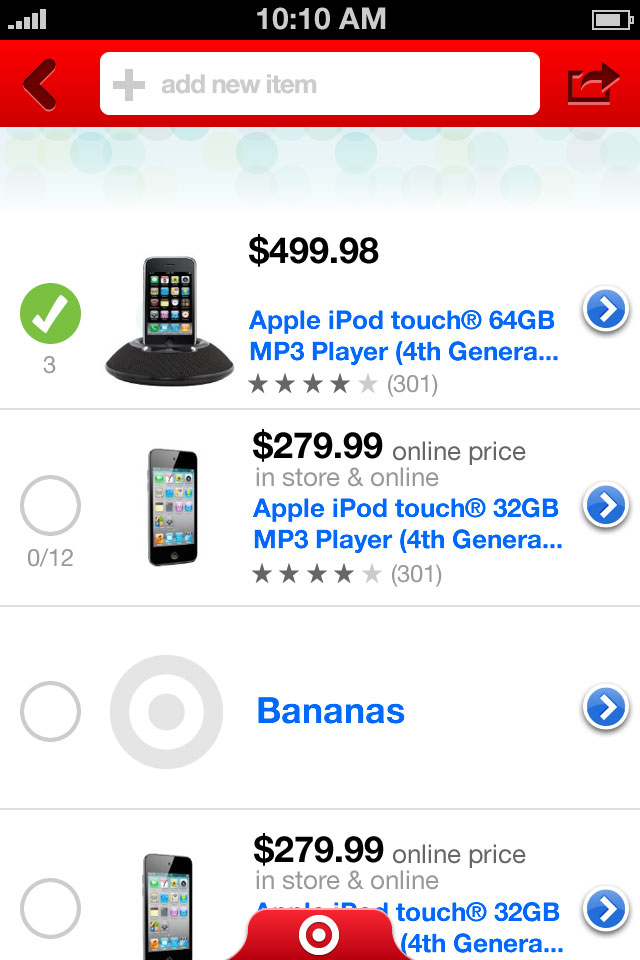 10:10 AM
add new item
$499.98
Apple iPod touch® 64GB
MP3 Player (4th Genera...
(301)
3
$279.99 online price
in store & online
Apple iPod touch® 32GB
MP3 Player (4th Genera...
(301)
0/12
Bananas
$279.99 online price
in store & online
touch® 32GB
(4th Genera...